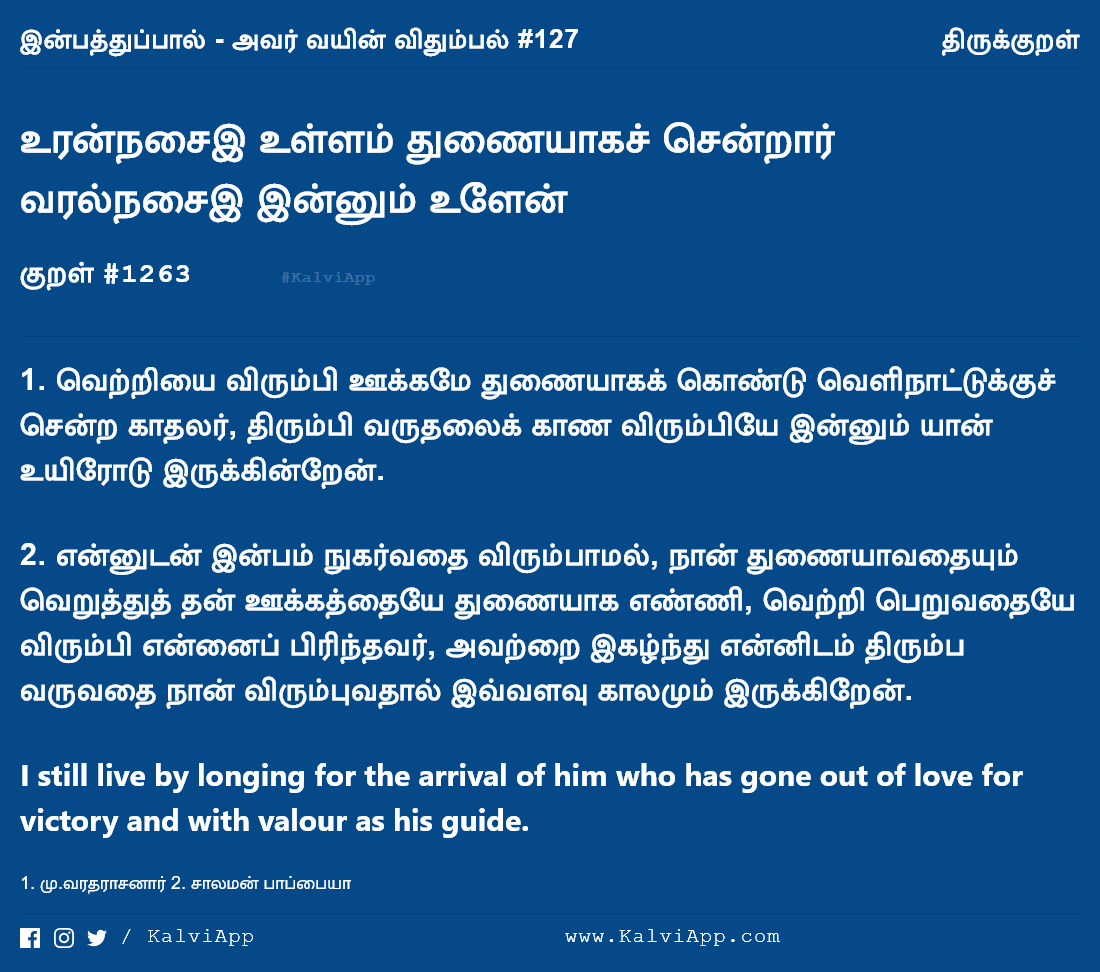 இன்பத்துப்பால் - அவர் வயின் விதும்பல் #127
திருக்குறள்
உரன்நசைஇ உள்ளம் துணையாகச் சென்றார்
வரல்நசைஇ இன்னும் உளேன்
குறள் #1263
#KalviApp
1. வெற்றியை விரும்பி ஊக்கமே துணையாகக் கொண்டு வெளிநாட்டுக்குச்
சென்ற காதலர், திரும்பி வருதலைக் காண விரும்பியே இன்னும் யான்
உயிரோடு இருக்கின்றேன்.
2. என்னுடன் இன்பம் நுகர்வதை விரும்பாமல், நான் துணையாவதையும்
வெறுத்துத் தன் ஊக்கத்தையே துணையாக எண்ணி, வெற்றி பெறுவதையே
விரும்பி என்னைப் பிரிந்தவர், அவற்றை இகழ்ந்து என்னிடம் திரும்ப
வருவதை நான் விரும்புவதால் இவ்வளவு காலமும் இருக்கிறேன்.
I still live by longing for the arrival of him who has gone out of love for
victory and with valour as his guide.
1. மு.வரதராசனார் 2. சாலமன் பாப்பையா
/ KalviApp
www.KalviApp.com